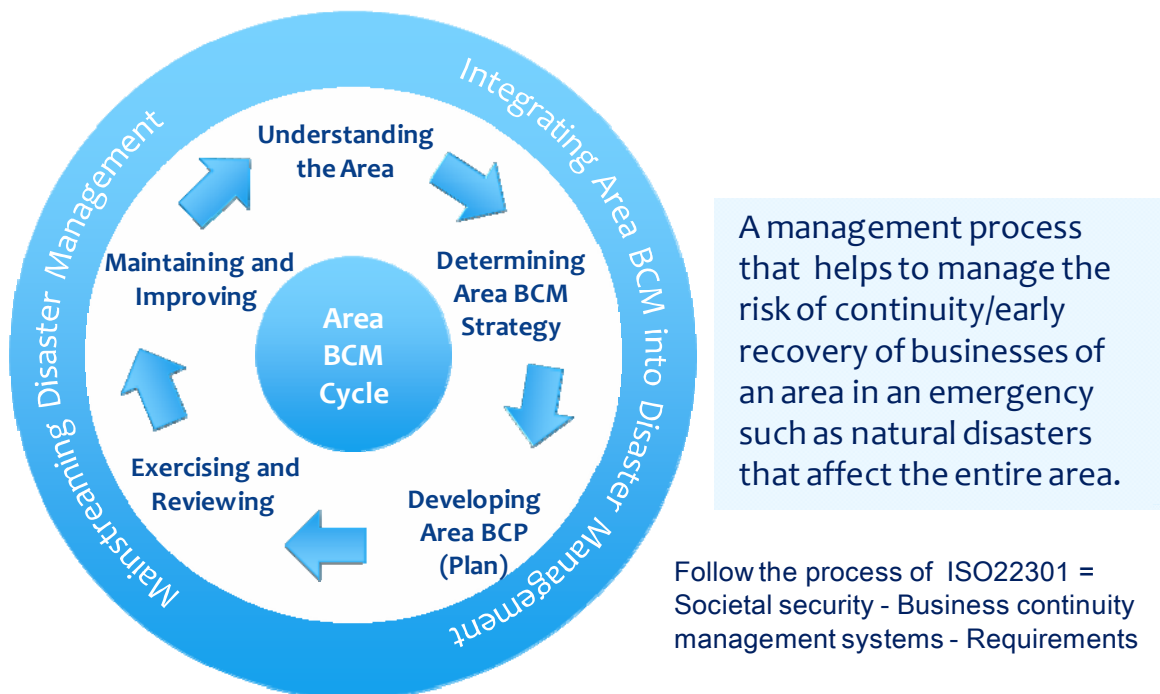 Mainstreaming Disaster Management
Integrating Area BCM into Disaster Management
Understanding
the Area
Determining
Area BCM
Strategy
Developing
Area BCP
(Plan)
Exercising and
Reviewing
Maintaining and
Improving
Area
BCM
Cycle
A management process
that helps to manage the
risk of continuity/early
recovery of businesses of
an area in an emergency
such as natural disasters
that affect the entire area.
Follow the process of ISO22301 =
Societal security - Business continuity
management systems - Requirements